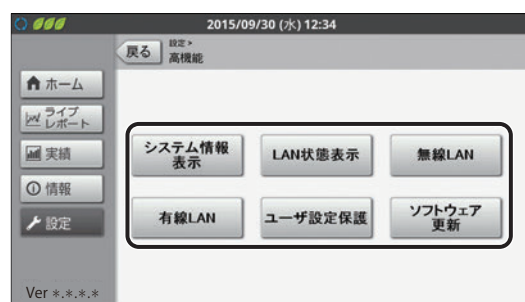 2015/09/30 (水) 12:34
戻る
設定>
高機能
ホーム
ライブ
レポート
実績
情報
設定
システム情報
表示
LAN状態表示
無線LAN
有線LAN
ユーザ設定保護
ソフトウェア
更新
Ver *.*.*.*